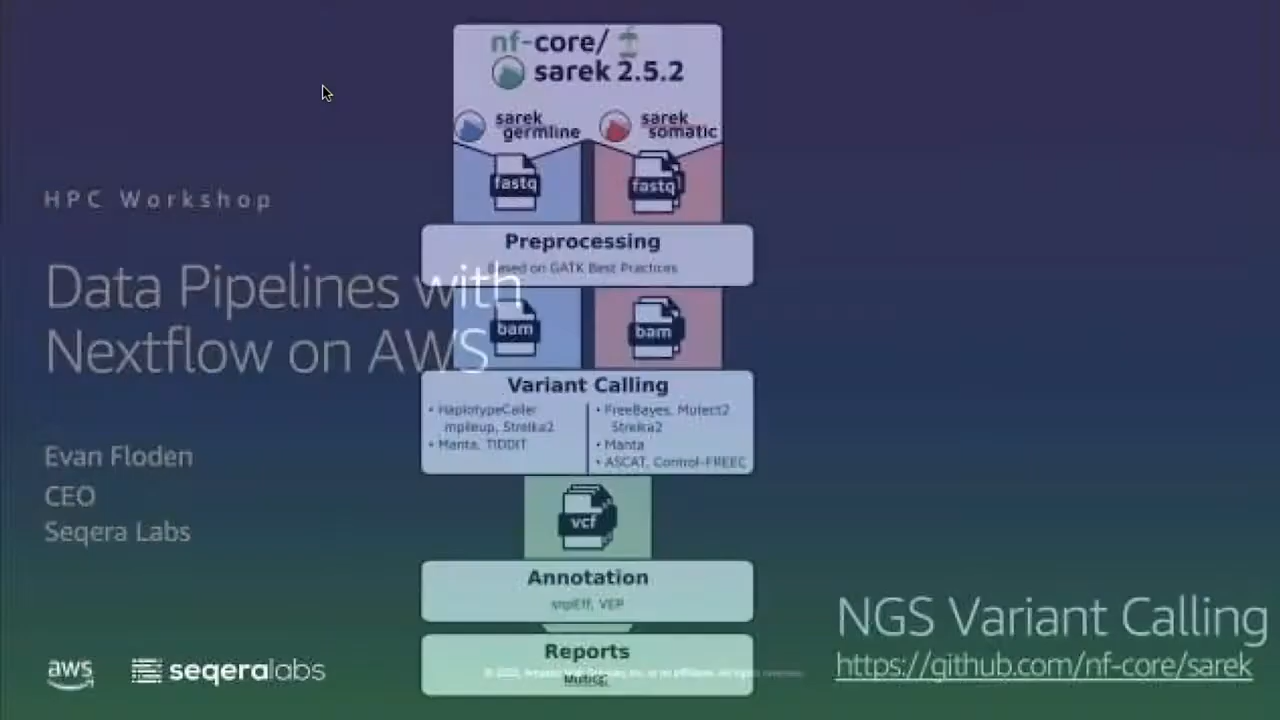 nf-core/
sarek 2.5.2
sarek
germline
sarek
somatic
fastq
fastq
HPC Workshop
Preprocessing
Based on GATK Best Practices
Data Pipelines with
Nextflow on AWS
bam
bam
Variant Calling
• HaplotypeCaller
mpileup, Strelka2
• Manta, TIDDIT
• FreeBayes, Mutect2
Strelka2
• Manta
• ASCAT, Control-FREEC
Evan Floden
CEO
Seqera Labs
vcf
Annotation
snpEff, VEP
Reports
MultiQC
aws
seqeralabs
NGS Variant Calling
https://github.com/nf-core/sarek